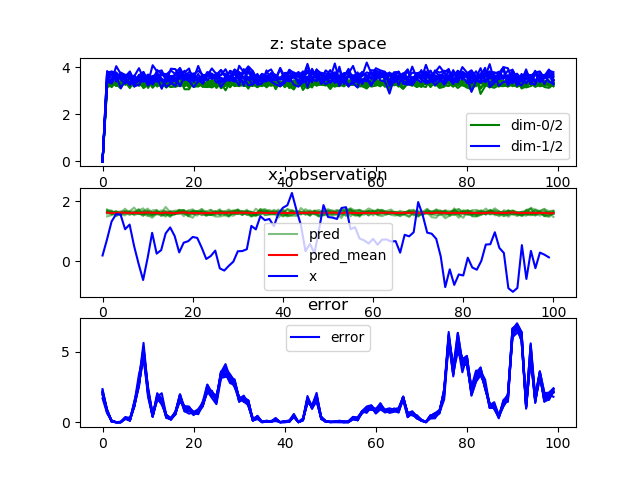 z: state space
4
2
0
dim-0/2
dim-1/2
0 20 40 60 80 100
x: observation
2
0
pred
pred_mean
x
0 20 40 60 80 100
error
5
0
error
0 20 40 60 80 100